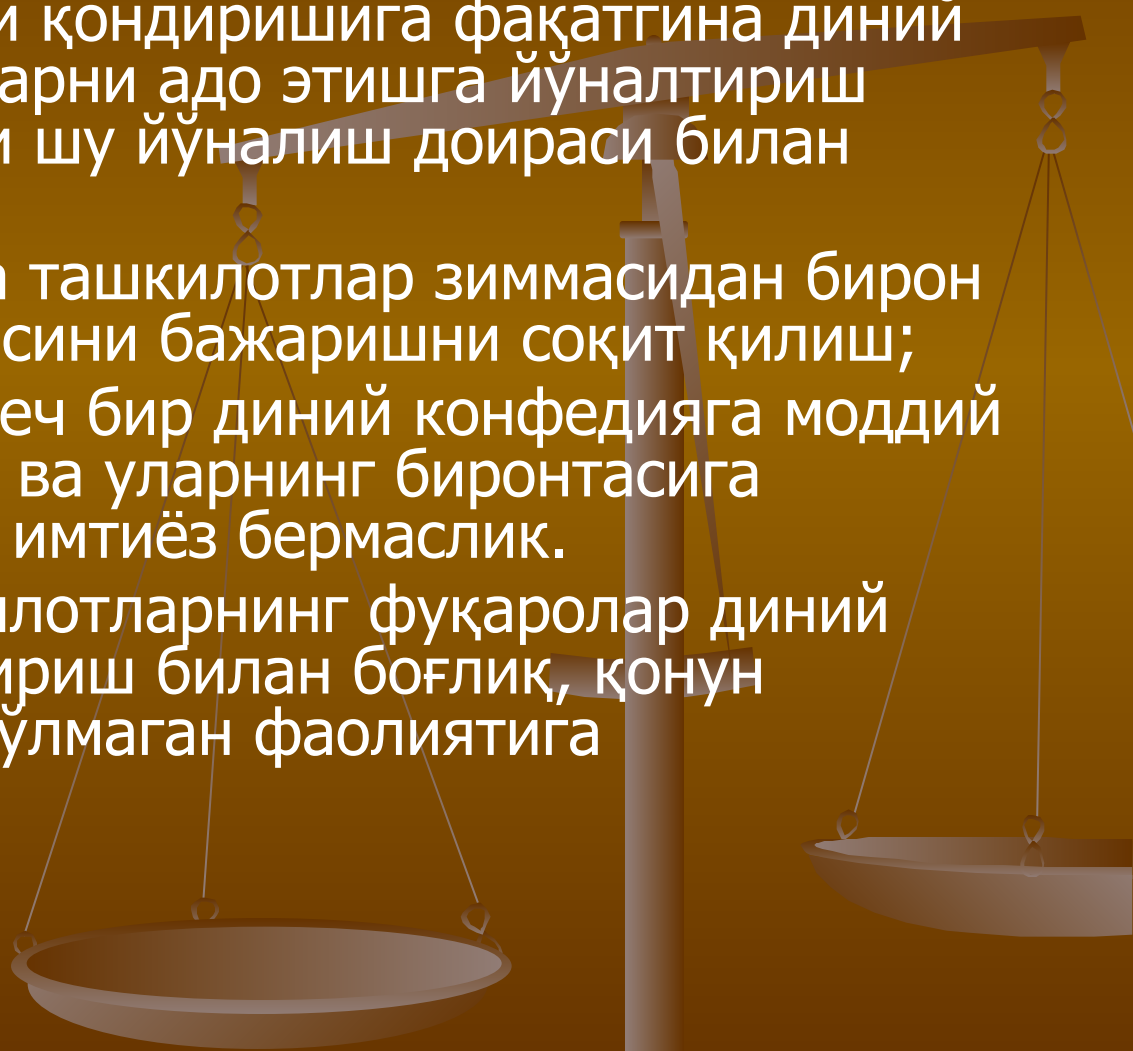 и қондиришига фақатгина диний
арни адо этишга йўналтириш
и шу йўналиш доираси билан
а ташкилотлар зиммасидан бирон
сини бажаришни соқит қилиш;
еч бир диний конфедияга моддий
ва уларнинг биронтасига
имтиёз бермаслик.
илотларнинг фуқаролар диний
ириш билан боғлиқ, қонун
ўлмаган фаолиятига